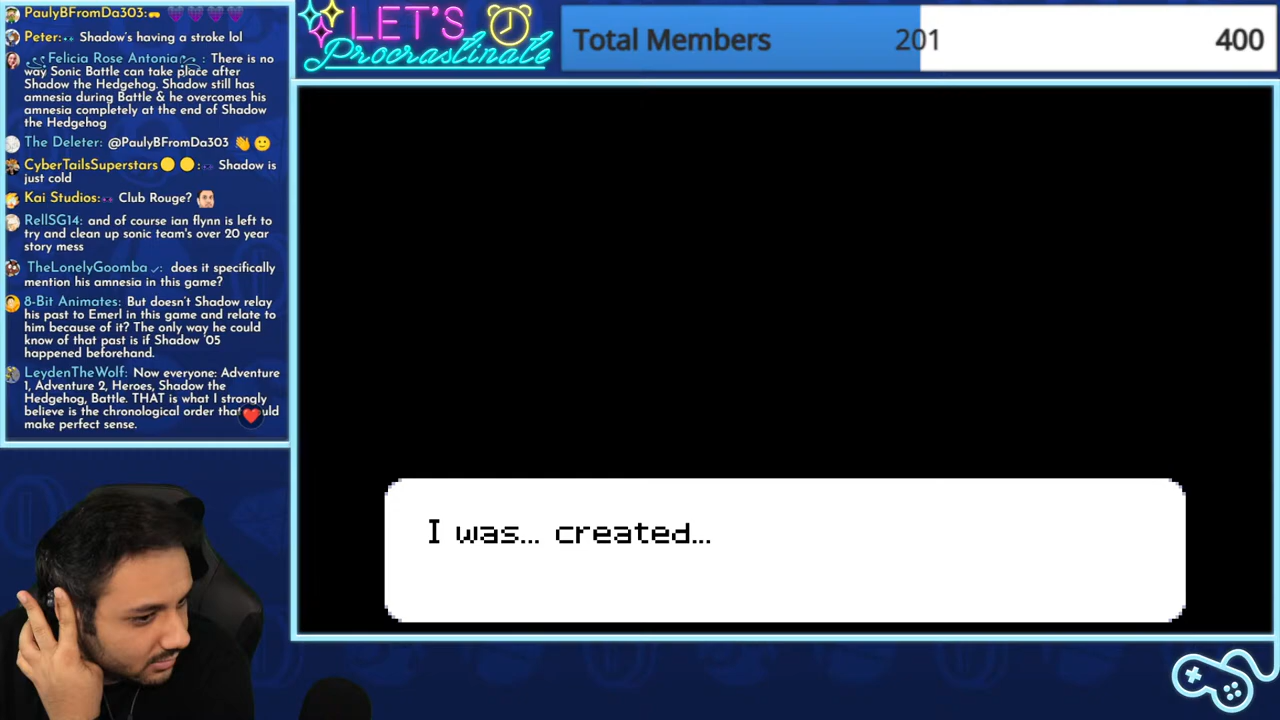 PaulyBFromDa303:
Peter: Shadow's having a stroke lol
Felicia Rose Antonia : There is no
way Sonic Battle can take place after
Shadow the Hedgehog. Shadow still has
amnesia during Battle & he overcomes his
amnesia completely at the end of Shadow
the Hedgehog
The Deleter: @PaulyBFromDa303 👋 🙂
CyberTailsSuperstars : Shadow is
just cold
Kai Studios: Club Rouge?
RellSG14: and of course ian flynn is left to
try and clean up sonic team's over 20 year
story mess
TheLonelyGoomba : does it specifically
mention his amnesia in this game?
8-Bit Animates: But doesn't Shadow relay
his past to Emerl in this game and relate to
him because of it? The only way he could
know of that past is if Shadow '05
happened beforehand.
LeydenTheWolf: Now everyone: Adventure
1, Adventure 2, Heroes, Shadow the
Hedgehog, Battle. THAT is what I strongly
believe is the chronological order that
make perfect sense.
LET'S
Procrastinate
Total Members 201 400
I was... created...